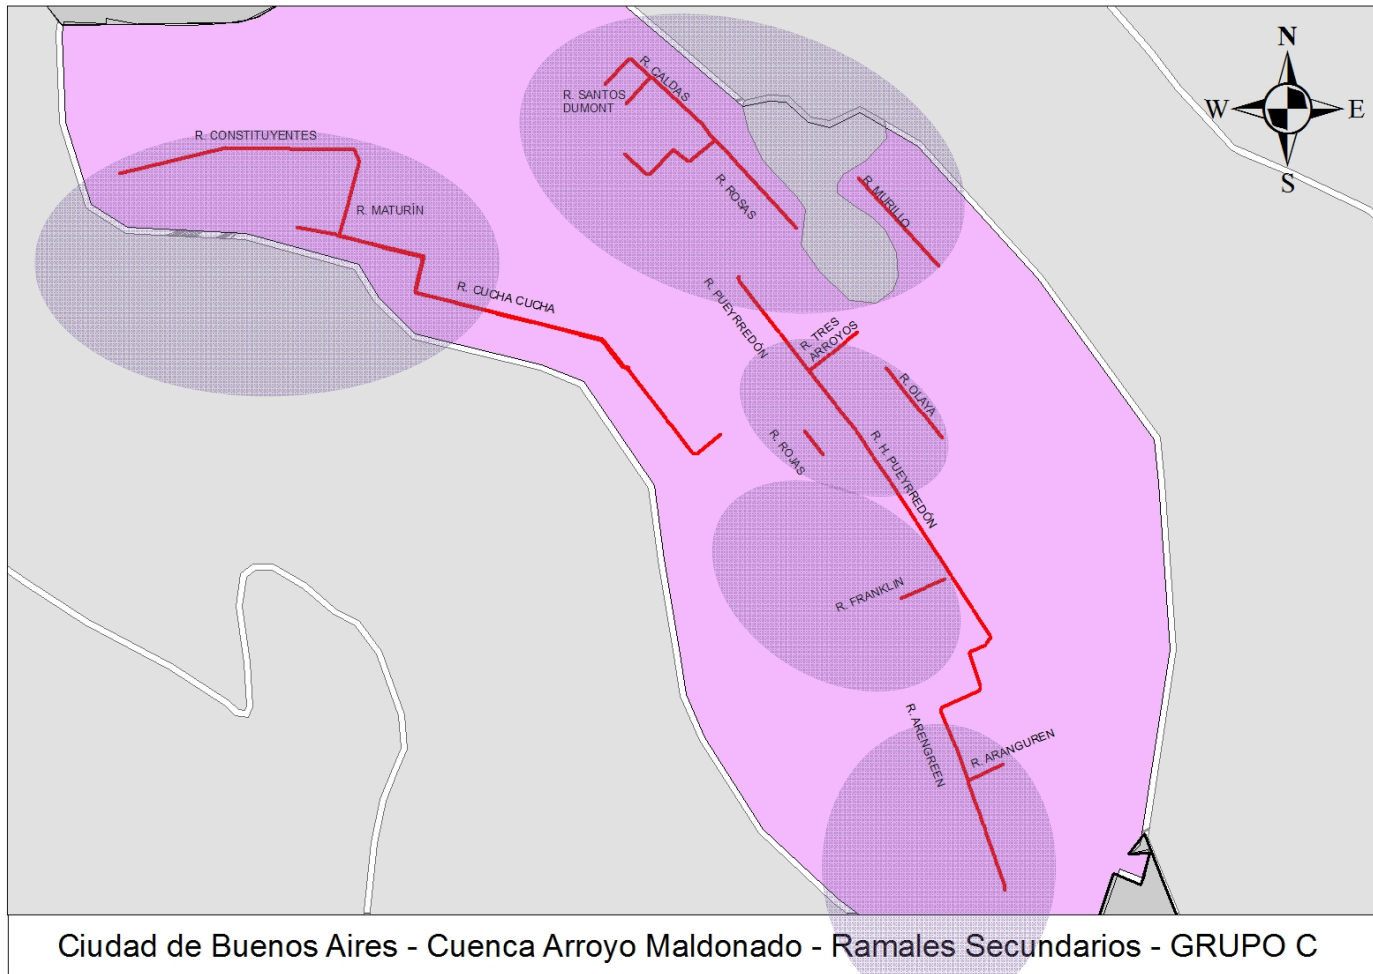 N
W E
S
R. CALDAS
R. SANTOS
DUMONT
R. CONSTITUYENTES
R. ROSAS
R. MURILLO
R. MATURÍN
R. CUCHA CUCHA
R. PUEYRREDÓN
R. TRES
ARROYOS
R. OLAYA
R. ROJAS
R. H. PUEYRREDÓN
R. FRANKLIN
R. ARENGREEN
R. ARANGUREN
Ciudad de Buenos Aires - Cuenca Arroyo Maldonado - Ramales Secundarios - GRUPO C